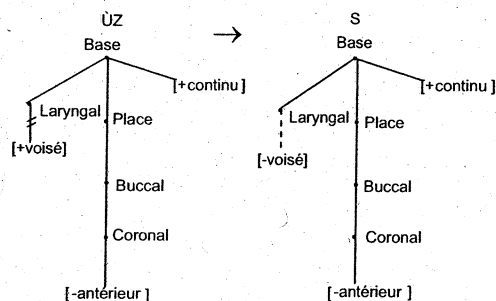 ÙZ → S
Base Base
[+continu] [+continu]
Laryngal Place Laryngal Place
[+voisé] [-voisé]
Buccal Buccal
Coronal Coronal
[-antérieur] [-antérieur]